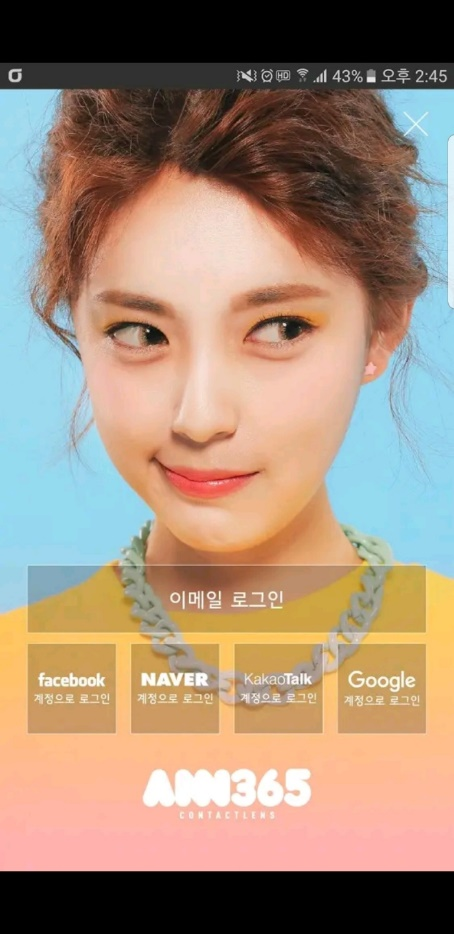 43% 오후 2:45
이메일 로그인
facebook
계정으로 로그인
NAVER
계정으로 로그인
KakaoTalk
계정으로 로그인
Google
계정으로 로그인
ANN365
CONTACTLENS